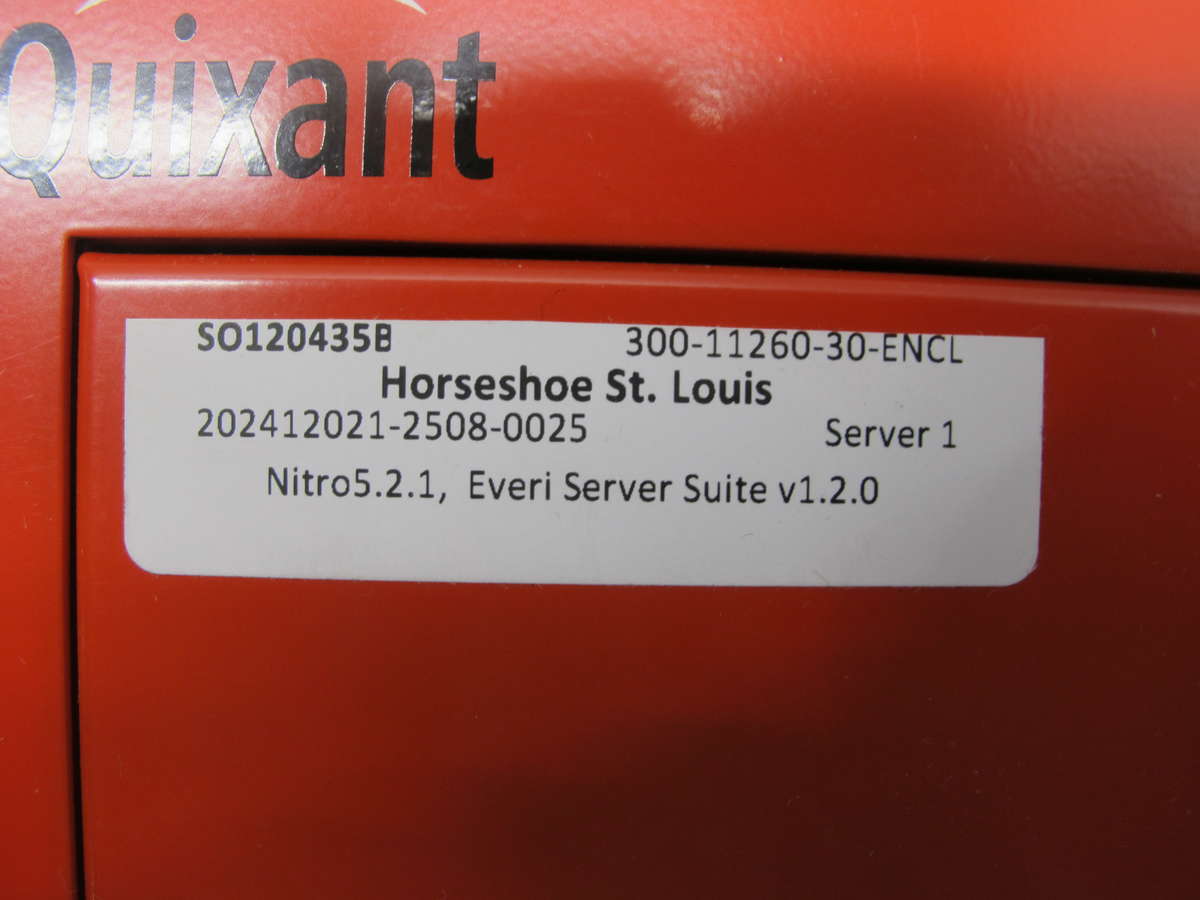 Quixant
SO120435B 300-11260-30-ENCL
Horseshoe St. Louis
202412021-2508-0025 Server 1
Nitro5.2.1, Everi Server Suite v1.2.0